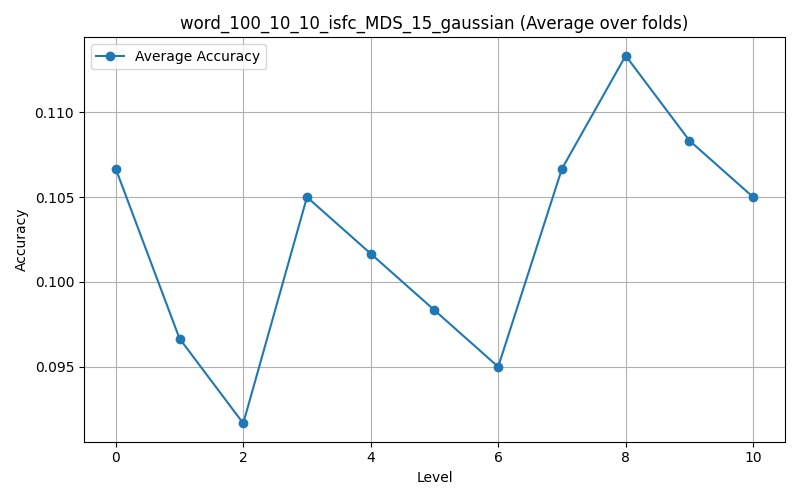 word_100_10_10_isfc_MDS_15_gaussian (Average over folds)
Average Accuracy
0.110
0.105
0.100
0.095
Accuracy
0 2 4 6 8 10
Level